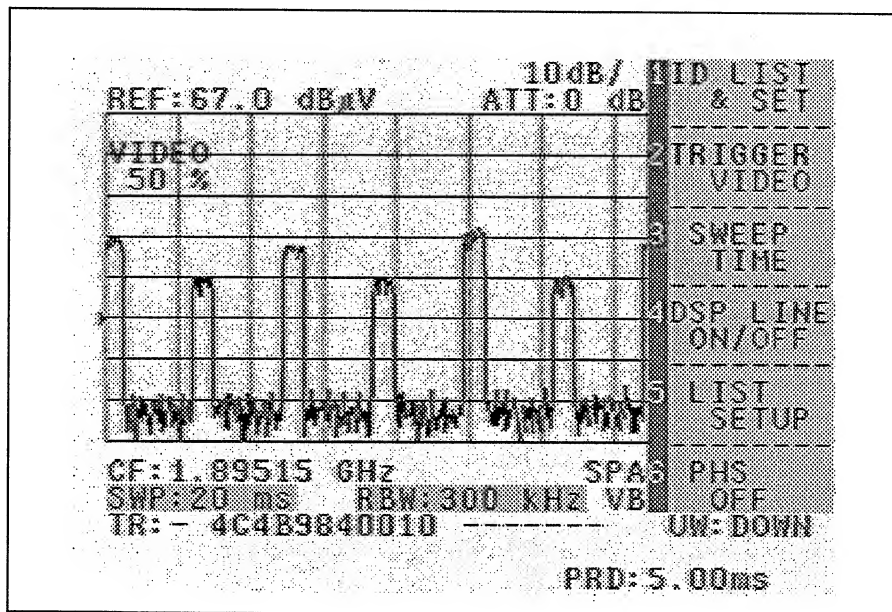 10dB/
REF:67.0 dBμV ATT:0 dB
VIDEO
50 %
1 ID LIST
& SET
2 TRIGGER
VIDEO
3 SWEEP
TIME
4 DSP LINE
ON/OFF
5 LIST
SETUP
6 PHS
OFF
CF:1.89515 GHz SPA
SWP:20 ms RBW:300 kHz VB
TR:- 4C4B9840010 ------- UW:DOWN
PRD:5.00ms